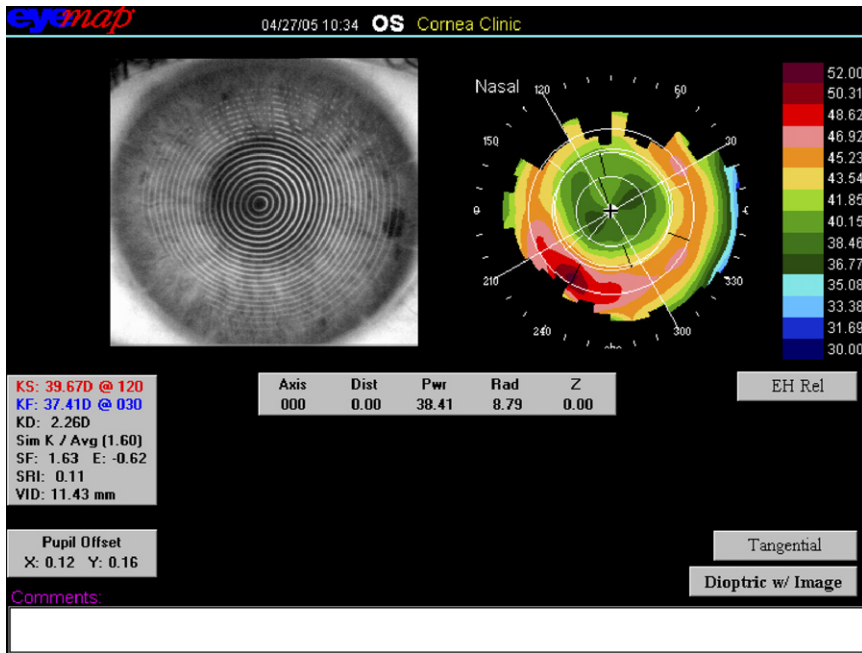 eyemap
04/27/05 10:34 OS Cornea Clinic
Nasal
120
60
150
30
0
210
330
240
300
52.00
50.31
48.62
46.92
45.23
43.54
41.85
40.15
38.46
36.77
35.08
33.38
31.69
30.00
KS: 39.67D @ 120
KF: 37.41D @ 030
KD: 2.26D
Sim K / Avg (1.60)
SF: 1.63 E: -0.62
SRI: 0.11
VID: 11.43 mm
Axis Dist Pwr Rad Z
000 0.00 38.41 8.79 0.00
EH Rel
Pupil Offset
X: 0.12 Y: 0.16
Tangential
Dioptric w/ Image
Comments: